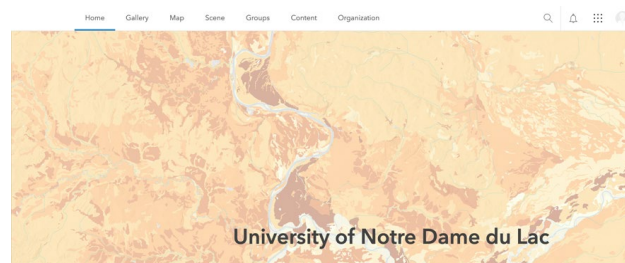 Home Gallery Map Scene Groups Content Organization
University of Notre Dame du Lac